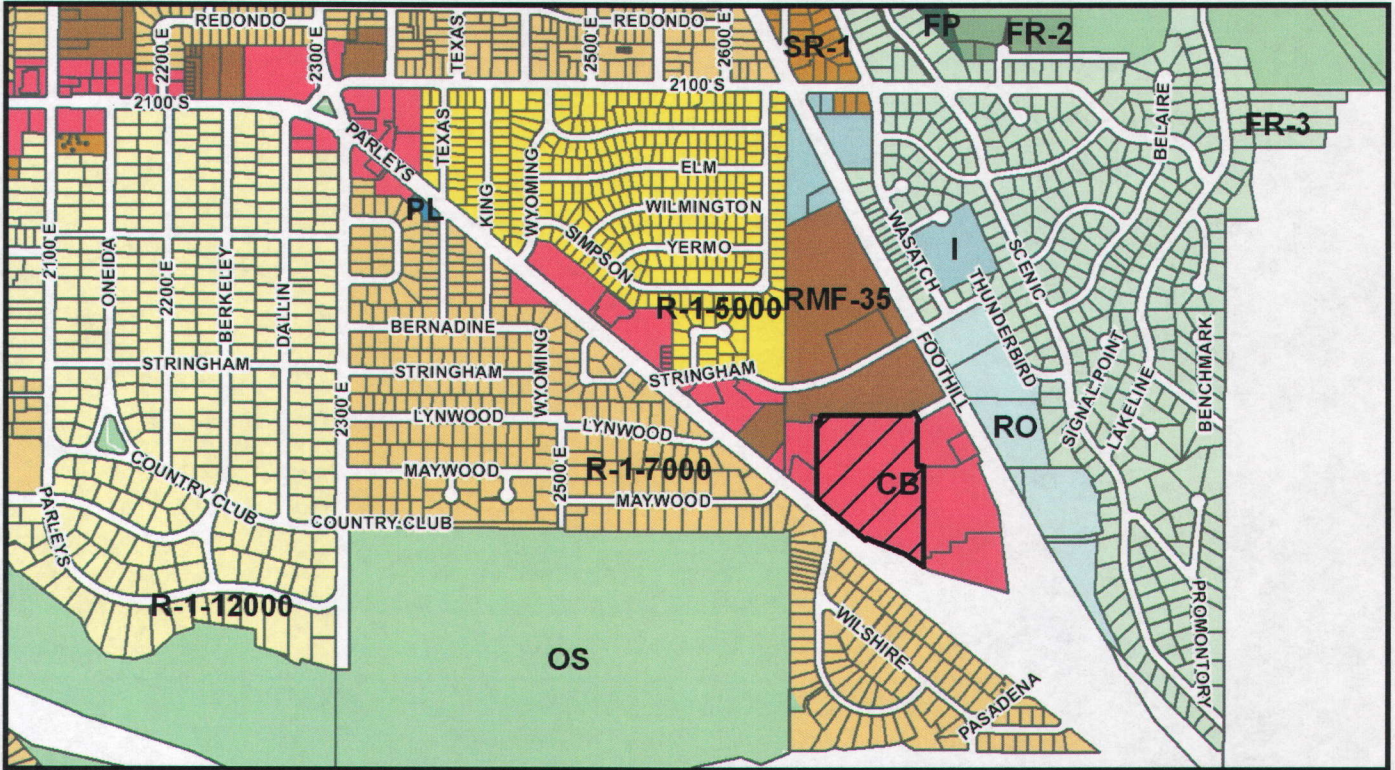 REDONDO
TEXAS
REDONDO
FP
FR-2
SR-1
2200 E
2300 E
2500 E
2600 E
2100 S
2100 S
BELAIRE
FR-3
PARLEYS
TEXAS
ELM
WYOMING
KING
PL
WILMINGTON
WASATCH
2100 E
ONEIDA
2200 E
BERKELEY
DALLIN
SIMPSON
YERMO
I
SCENIC
THUNDERBIRD
R-1-5000
RMF-35
BERNADINE
STRINGHAM
STRINGHAM
WYOMING
STRINGHAM
FOOTHILL
SIGNAL POINT
LAKELINE
BENCHMARK
2300 E
LYNWOOD
LYNWOOD
RO
COUNTRY CLUB
MAYWOOD
R-1-7000
2500 E
MAYWOOD
CB
PARLEYS
COUNTRY CLUB
R-1-12000
OS
WILSHIRE
PROMONTORY
PASADENA